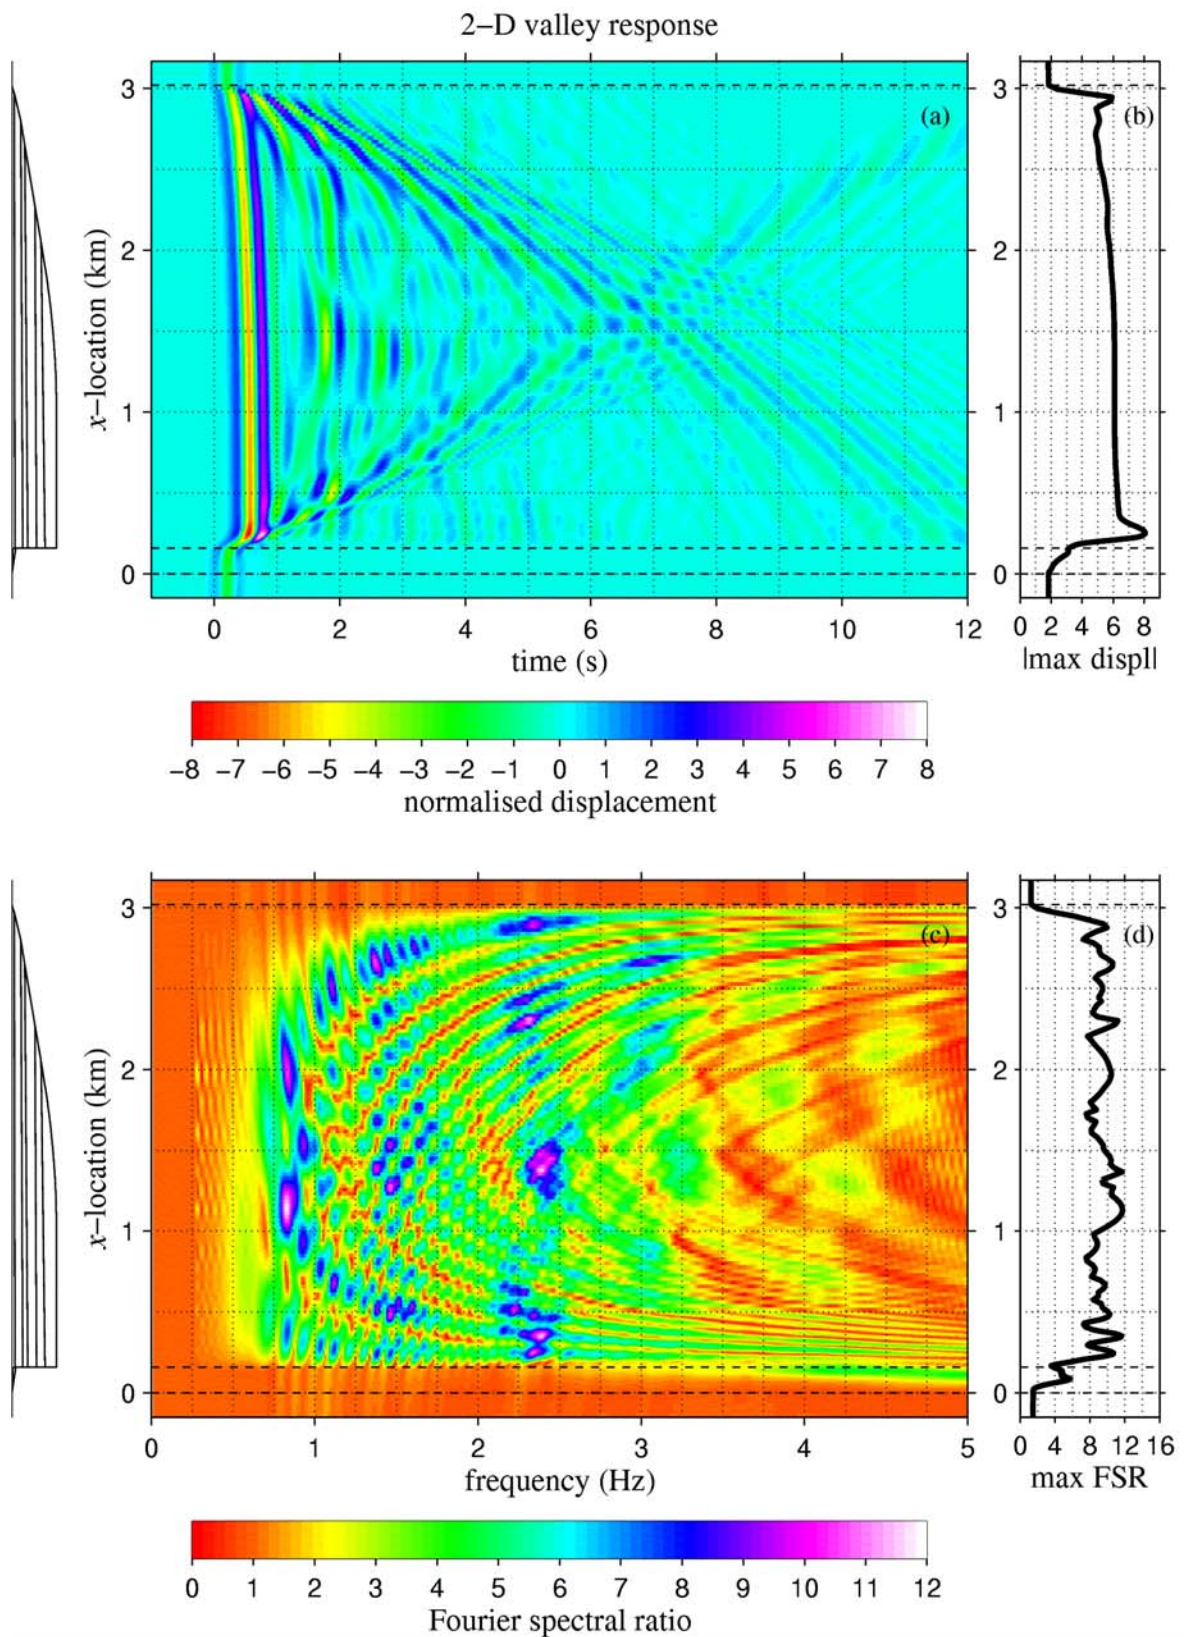 2–D valley response
3
2
1
0
x–location (km)
(a)
0 2 4 6 8 10 12
time (s)
3
2
1
0
(b)
0 2 4 6 8
|max displ|
−8 −7 −6 −5 −4 −3 −2 −1 0 1 2 3 4 5 6 7 8
normalised displacement
3
2
1
0
x–location (km)
(c)
0 1 2 3 4 5
frequency (Hz)
3
2
1
0
(d)
0 4 8 12 16
max FSR
0 1 2 3 4 5 6 7 8 9 10 11 12
Fourier spectral ratio